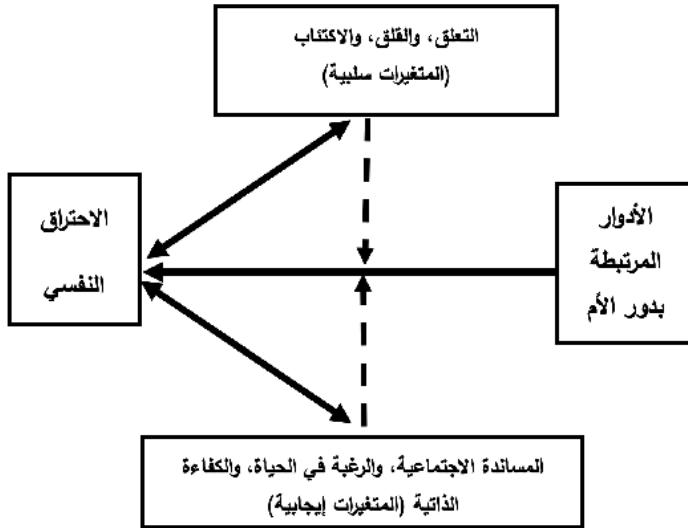 التعلق، والقلق، والاكتئاب
(المتغيرات سلبية)
الأدوار
المرتبطة
بدور الأم
الاحتراق
النفسي
المساندة الاجتماعية، والرغبة في الحياة، والكفاءة
الذاتية (المتغيرات إيجابية)